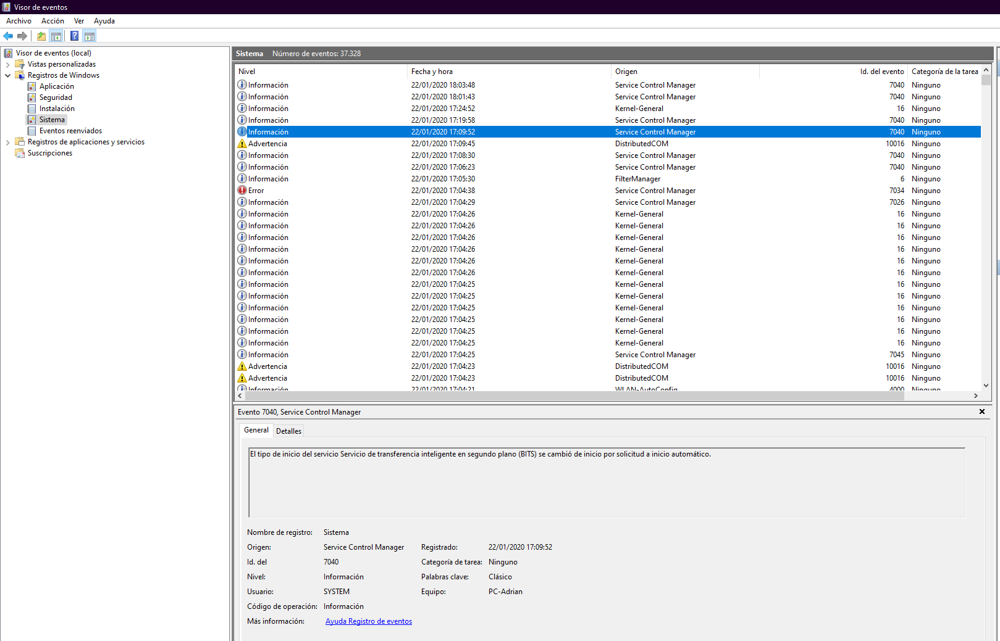 Visor de eventos
Archivo Acción Ver Ayuda
Visor de eventos (local)
Vistas personalizadas
Registros de Windows
Aplicación
Seguridad
Instalación
Sistema
Eventos reenviados
Registros de aplicaciones y servicios
Suscripciones
Sistema Número de eventos: 37.328
Nivel Fecha y hora Origen Id. del evento Categoría de la tarea
Información 22/01/2020 18:03:48 Service Control Manager 7040 Ninguno
Información 22/01/2020 18:01:43 Service Control Manager 7040 Ninguno
Información 22/01/2020 17:24:52 Kernel-General 16 Ninguno
Información 22/01/2020 17:19:58 Service Control Manager 7040 Ninguno
Información 22/01/2020 17:09:52 Service Control Manager 7040 Ninguno
Advertencia 22/01/2020 17:09:45 DistributedCOM 10016 Ninguno
Información 22/01/2020 17:08:30 Service Control Manager 7040 Ninguno
Información 22/01/2020 17:06:23 Service Control Manager 7040 Ninguno
Información 22/01/2020 17:05:30 FilterManager 6 Ninguno
Error 22/01/2020 17:04:38 Service Control Manager 7034 Ninguno
Información 22/01/2020 17:04:29 Service Control Manager 7026 Ninguno
Información 22/01/2020 17:04:26 Kernel-General 16 Ninguno
Información 22/01/2020 17:04:26 Kernel-General 16 Ninguno
Información 22/01/2020 17:04:26 Kernel-General 16 Ninguno
Información 22/01/2020 17:04:26 Kernel-General 16 Ninguno
Información 22/01/2020 17:04:26 Kernel-General 16 Ninguno
Información 22/01/2020 17:04:26 Kernel-General 16 Ninguno
Información 22/01/2020 17:04:25 Kernel-General 16 Ninguno
Información 22/01/2020 17:04:25 Kernel-General 16 Ninguno
Información 22/01/2020 17:04:25 Kernel-General 16 Ninguno
Información 22/01/2020 17:04:25 Kernel-General 16 Ninguno
Información 22/01/2020 17:04:25 Kernel-General 16 Ninguno
Información 22/01/2020 17:04:25 Kernel-General 16 Ninguno
Información 22/01/2020 17:04:25 Service Control Manager 7045 Ninguno
Advertencia 22/01/2020 17:04:23 DistributedCOM 10016 Ninguno
Advertencia 22/01/2020 17:04:23 DistributedCOM 10016 Ninguno
Información 22/01/2020 17:04:21 WLAN-AutoConfig 4000 Ninguno
Evento 7040, Service Control Manager
General Detalles
El tipo de inicio del servicio Servicio de transferencia inteligente en segundo plano (BITS) se cambió de inicio por solicitud a inicio automático.
Nombre de registro: Sistema
Origen: Service Control Manager Registrado: 22/01/2020 17:09:52
Id. del 7040 Categoría de tarea: Ninguno
Nivel: Información Palabras clave: Clásico
Usuario: SYSTEM Equipo: PC-Adrian
Código de operación: Información
Más información: Ayuda Registro de eventos